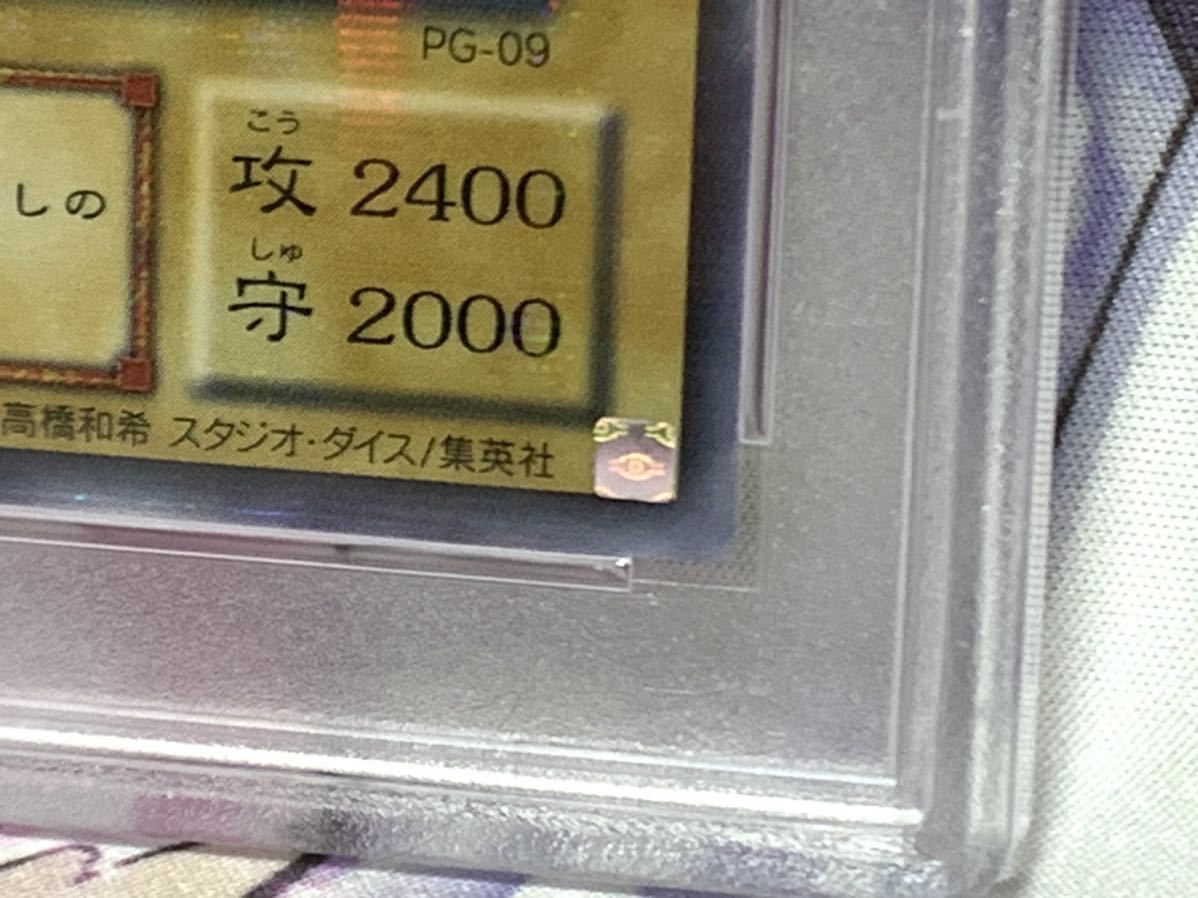 PG-09
しの
こう
攻 2400
しゅ
守 2000
高橋和希 スタジオ・ダイス/集英社